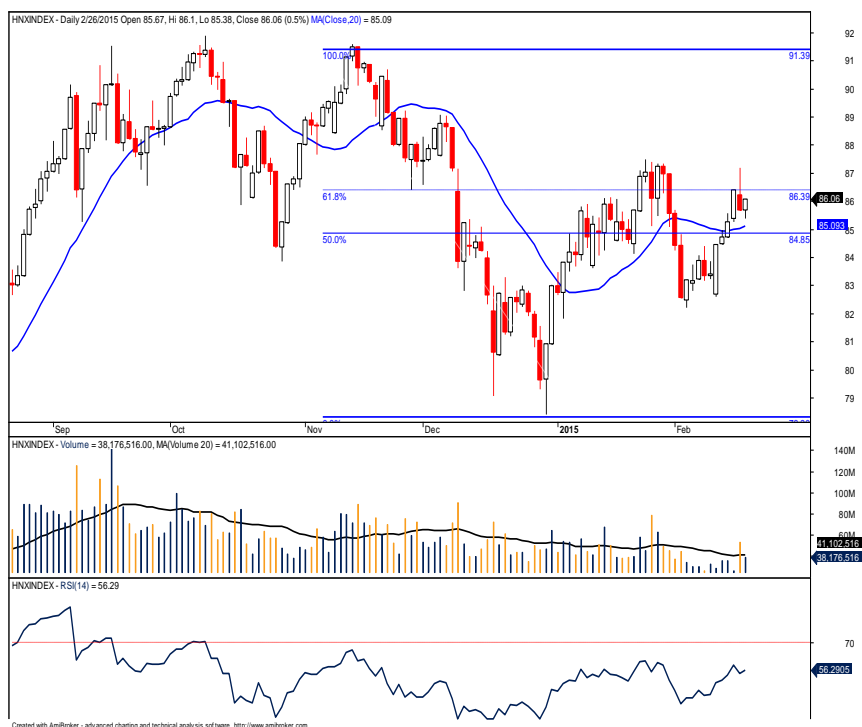 HNXINDEX - Daily 2/26/2015 Open 85.67, Hi 86.1, Lo 85.38, Close 86.06 (0.5%) MA(Close,20) = 85.09
92
100.0%
91.39
91
90
89
88
87
61.8%
86.39
86.06
86
85.093
85
50.0%
84.85
84
83
82
81
80
79
Sep
Oct
Nov
Dec
2015
Feb
HNXINDEX - Volume = 38,176,516.00, MA(Volume 20) = 41,102,516.00
140M
120M
100M
80M
60M
41,102,516
38,176,516
HNXINDEX - RSI(14) = 56.29
70
56.2905
Created with AmiBroker - advanced charting and technical analysis software. http://www.amibroker.com